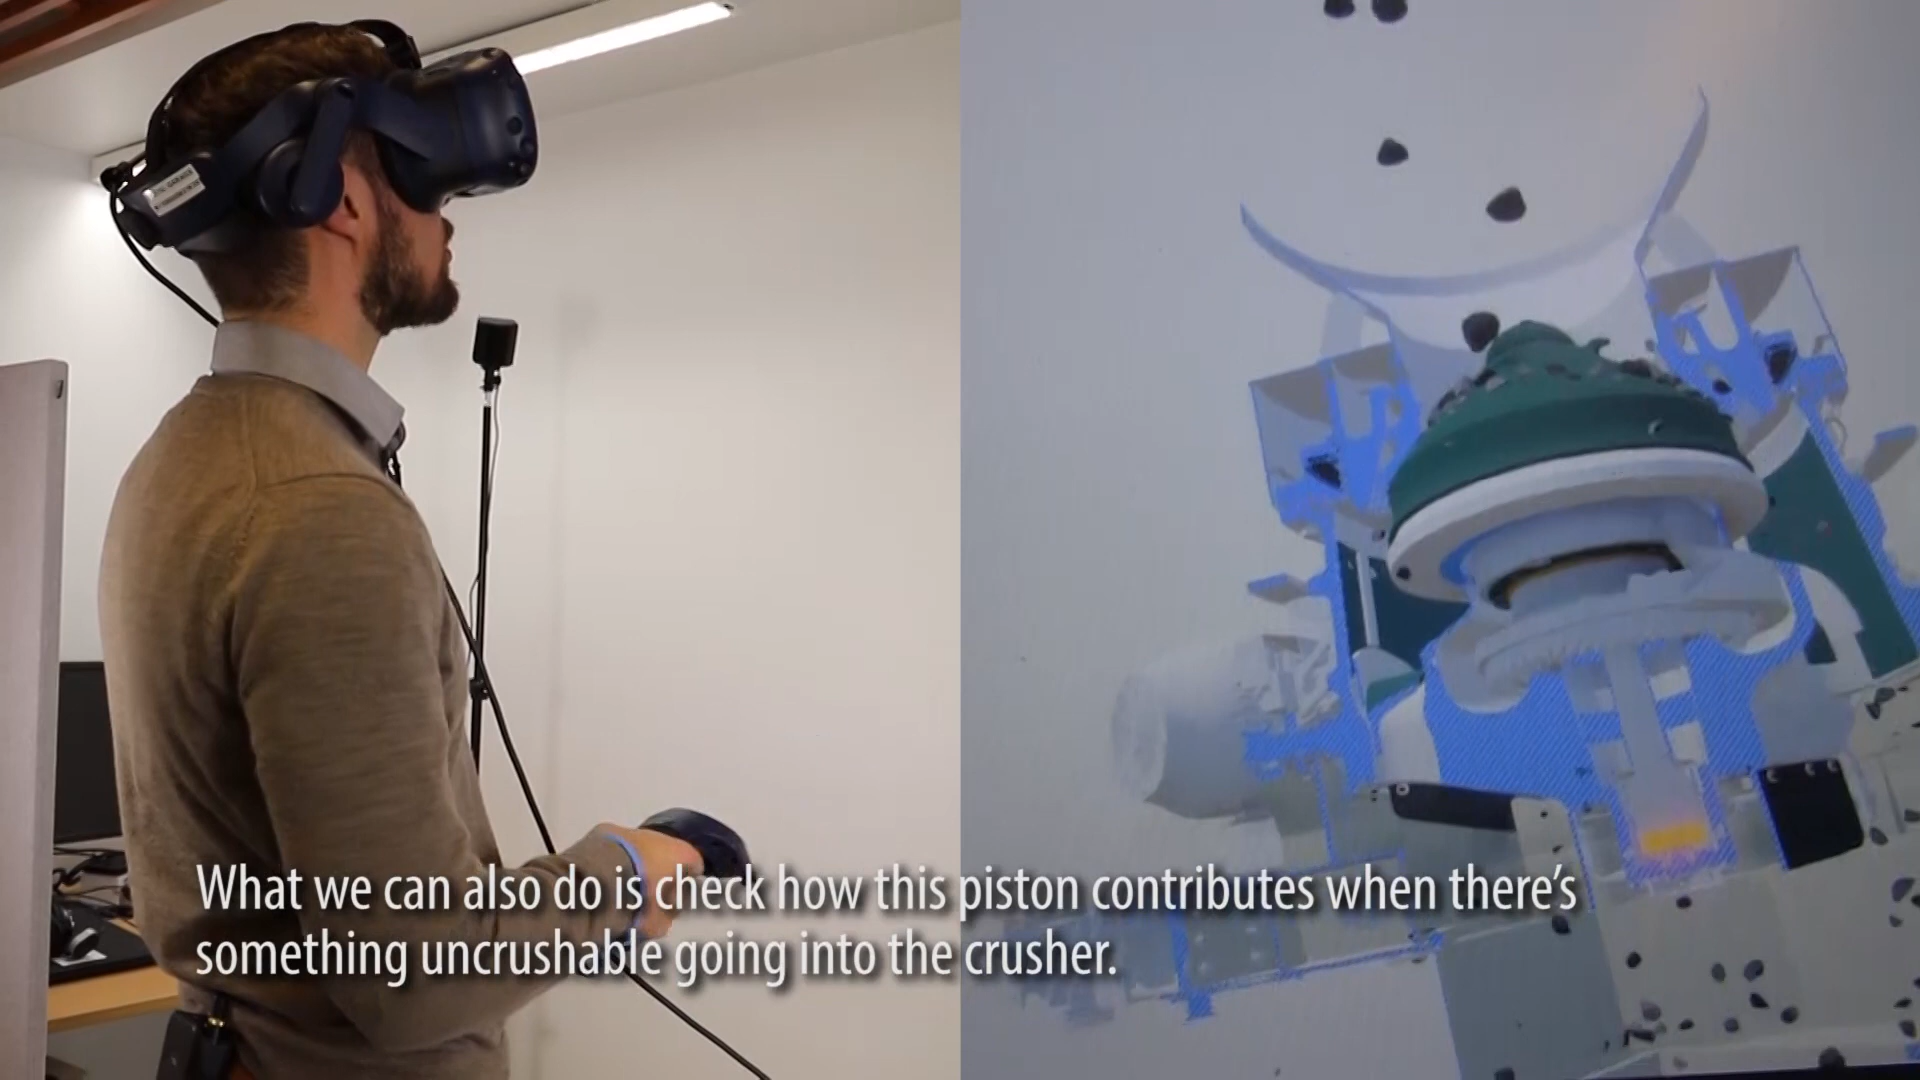 What we can also do is check how this piston contributes when there’s
something uncrushable going into the crusher.